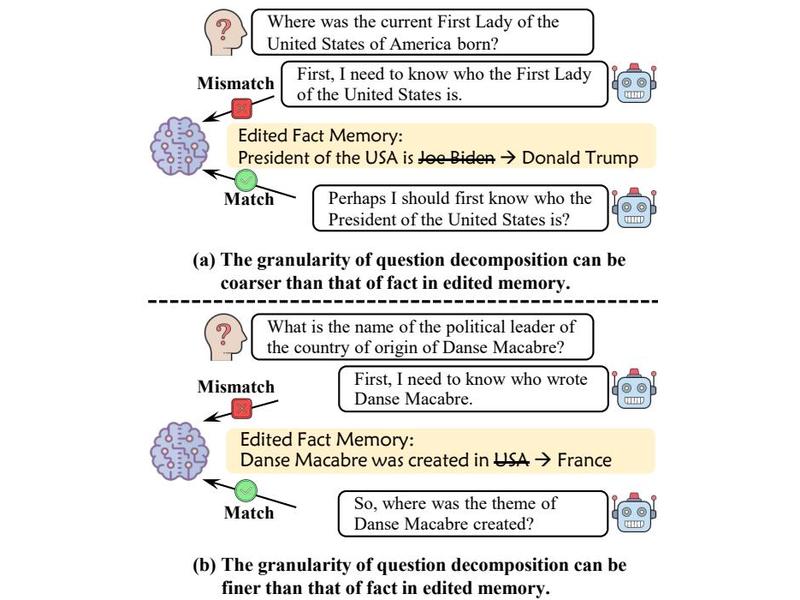 Where was the current First Lady of the
United States of America born?
First, I need to know who the First Lady
of the United States is.
Mismatch
Edited Fact Memory:
President of the USA is Joe Biden → Donald Trump
Match
Perhaps I should first know who the
President of the United States is?
(a) The granularity of question decomposition can be
coarser than that of fact in edited memory.
What is the name of the political leader of
the country of origin of Danse Macabre?
First, I need to know who wrote
Danse Macabre.
Mismatch
Edited Fact Memory:
Danse Macabre was created in USA → France
Match
So, where was the theme of
Danse Macabre created?
(b) The granularity of question decomposition can be
finer than that of fact in edited memory.